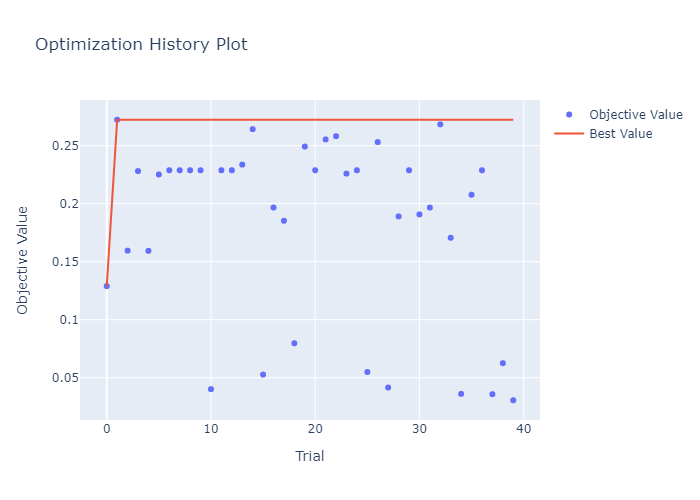 Optimization History Plot
Objective Value
Best Value
0.25
0.2
0.15
0.1
0.05
0
10
20
30
40
Trial
Objective Value